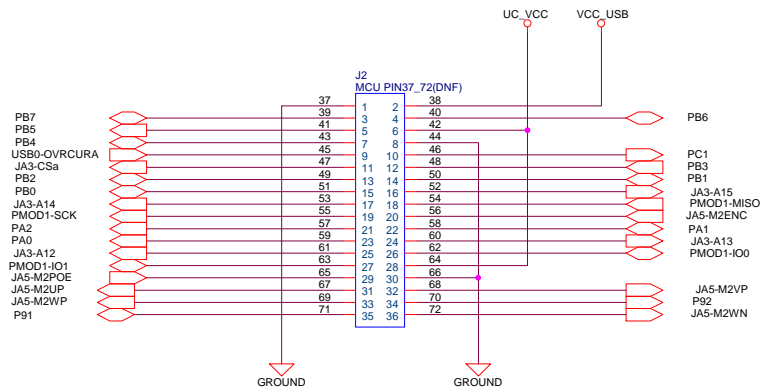 UC_VCC VCC_USB
J2
MCU PIN37_72(DNF)
37 1 2 38
PB7 39 3 4 40 PB6
PB5 41 5 6 42
PB4 43 7 8 44
USB0-OVRCURA 45 9 10 46 PC1
JA3-CSa 47 11 12 48 PB3
PB2 49 13 14 50 PB1
PB0 51 15 16 52 JA3-A15
JA3-A14 53 17 18 54 PMOD1-MISO
PMOD1-SCK 55 19 20 56 JA5-M2ENC
PA2 57 21 22 58 PA1
PA0 59 23 24 60 JA3-A13
JA3-A12 61 25 26 62 PMOD1-IO0
PMOD1-IO1 63 27 28 64
JA5-M2POE 65 29 30 66
JA5-M2UP 67 31 32 68 JA5-M2VP
JA5-M2WP 69 33 34 70 P92
P91 71 35 36 72 JA5-M2WN
GROUND GROUND